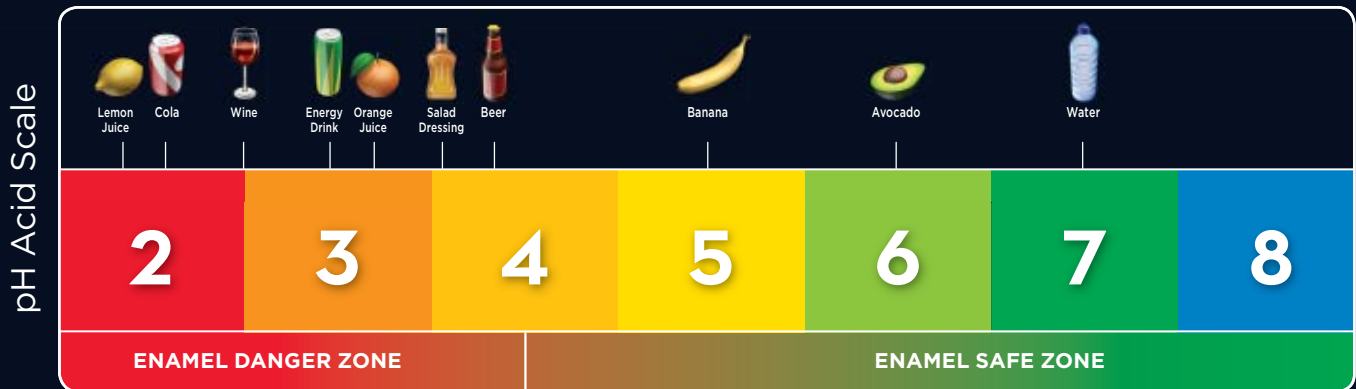 pH Acid Scale
Lemon
Juice
Cola
Wine
Energy
Drink
Orange
Juice
Salad
Dressing
Beer
Banana
Avocado
Water
2
3
4
5
6
7
8
ENAMEL DANGER ZONE
ENAMEL SAFE ZONE